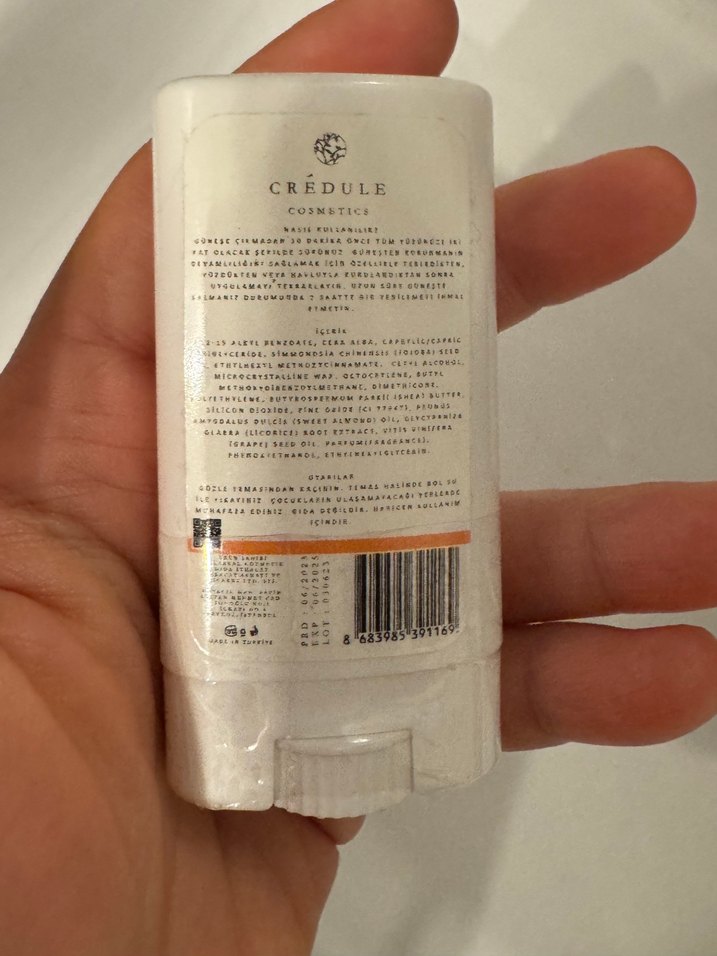 CRÉDULE
COSMETICS
NASIL KULLANILIR?
GÜNEŞE ÇIKMADAN 30 DAKİKA ÖNCE TÜM YÜZÜNÜZE İKİ
KAT OLACAK ŞEKİLDE SÜRÜNÜZ. GÜNEŞTEN KORUNMANIN
DEVAMLILIĞINI SAĞLAMAK İÇİN ÖZELLİKLE TERLEDİKTEN,
YÜZDÜKTEN VEYA HAVLUYLA KURULANDIKTAN SONRA
UYGULAMAYI TEKRARLAYIN. UZUN SÜRE GÜNEŞTE
KALMANIZ DURUMUNDA 2 SAATTE BİR YENİLEMEYİ İHMAL
ETMEYİN.
İÇERİK
C12-15 ALKYL BENZOATE, CERA ALBA, CAPRYLIC/CAPRIC
TRIGLYCERIDE, SIMMONDSIA CHINENSIS (JOJOBA) SEED
ETHYLHEXYL METHOXYCINNAMATE, CETYL ALCOHOL,
MICROCRYSTALLINE WAX, OCTOCRYLENE, BUTYL
METHOXYDIBENZOYLMETHANE, DIMETHICONE,
POLYETHYLENE, BUTYROSPERMUM PARKII (SHEA) BUTTER,
SILICON DIOXIDE, ZINC OXIDE (CI 77947), PRUNUS
AMYGDALUS DULCIS (SWEET ALMOND) OIL, GLYCYRRHIZA
GLABRA (LICORICE) ROOT EXTRACT, VITIS VINIFERA
(GRAPE) SEED OIL, PARFUM(FRAGRANCE),
PHENOXYETHANOL, ETHYLHEXYLGLYCERIN.
UYARILAR
GÖZLE TEMASINDAN KAÇININ. TEMAS HALİNDE BOL SU
İLE YIKAYINIZ. ÇOCUKLARIN ULAŞAMAYACAĞI YERLERDE
MUHAFAZA EDİNİZ. GIDA DEĞİLDİR. HARİCEN KULLANIM
İÇİNDİR.
ÜRÜN SAHİBİ
MADE IN TURKIYE
PRD : 06/2023
EXP : 06/2025
LOT : 030623
8 683985 391169